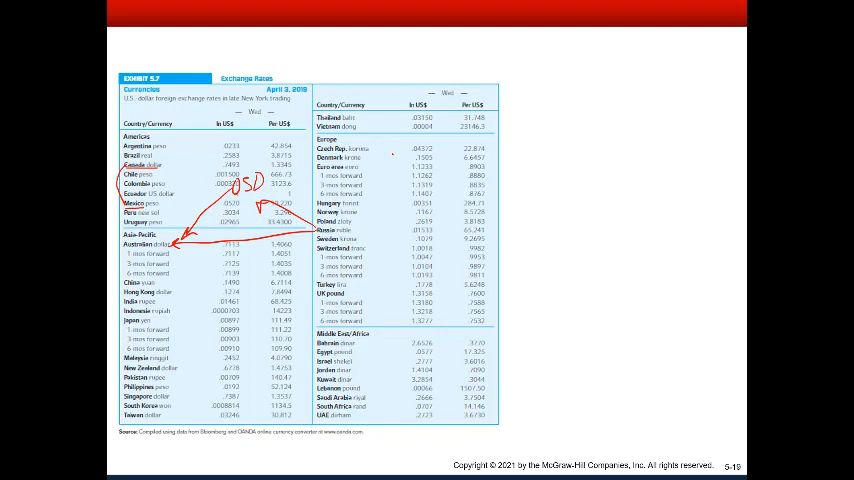 EXHIBIT 5.7 Exchange Rates
Currencies April 3, 2019
U.S. dollar foreign exchange rates in late New York trading
— Wed —
Country/Currency In US$ Per US$
Americas
Argentina peso .0233 42.854
Brazil real .2583 3.8715
Canada dollar .7493 1.3345
Chile peso .001500 666.73
Colombia peso 3123.6
Ecuador US dollar 1
Mexico peso .0520
Peru new sol .3034
Uruguay peso .02965 33.4300
USD
Asia-Pacific
Australian dollar .7113 1.4060
1-mos forward .7117 1.4051
3-mos forward .7125 1.4035
6-mos forward .7139 1.4008
China yuan .1490 6.7114
Hong Kong dollar .1274 7.8494
India rupee .01461 68.425
Indonesia rupiah .0000703 14223
Japan yen .00897 111.49
1-mos forward .00899 111.22
3-mos forward .00903 110.70
6-mos forward .00910 109.90
Malaysia ringgit .2452 4.0790
New Zealand dollar .6778 1.4753
Pakistan rupee .00709 140.47
Philippines peso .0192 52.124
Singapore dollar .7387 1.3537
South Korea won .0008814 1134.5
Taiwan dollar .03246 30.812
— Wed —
Country/Currency In US$ Per US$
Thailand baht .03150 31.748
Vietnam dong .00004 23146.3
Europe
Czech Rep. koruna .04372 22.874
Denmark krone .1505 6.6457
Euro area euro 1.1233 .8903
1-mos forward 1.1262 .8880
3-mos forward 1.1319 .8835
6-mos forward 1.1407 .8767
Hungary forint .00351 284.71
Norway krone .1167 8.5728
Poland zloty .2619 3.8183
Russia ruble .01533 65.241
Sweden krona .1079 9.2695
Switzerland franc 1.0018 .9982
1-mos forward 1.0047 .9953
3-mos forward 1.0104 .9897
6-mos forward 1.0193 .9811
Turkey lira .1778 5.6248
UK pound 1.3158 .7600
1-mos forward 1.3180 .7588
3-mos forward 1.3218 .7565
6-mos forward 1.3277 .7532
Middle East/Africa
Bahrain dinar 2.6526 .3770
Egypt pound .0577 17.325
Israel shekel .2777 3.6016
Jordan dinar 1.4104 .7090
Kuwait dinar 3.2854 .3044
Lebanon pound .00066 1507.50
Saudi Arabia riyal .2666 3.7504
South Africa rand .0707 14.146
UAE dirham .2723 3.6730
Source: Compiled using data from Bloomberg and OANDA online currency converter at www.oanda.com.
Copyright © 2021 by the McGraw-Hill Companies, Inc. All rights reserved. 5-19